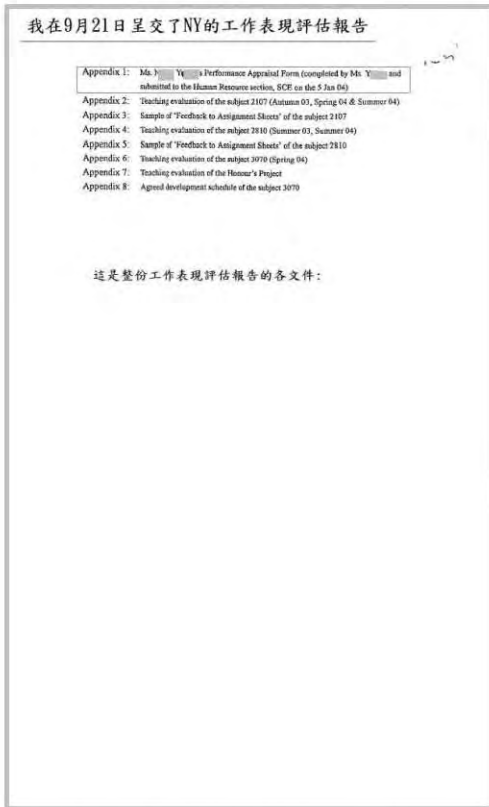 我在9月21日呈交了NY的工作表現評估報告
Appendix 1: Ms. Y Ye 's Performance Appraisal Form (completed by Ms. Y and
submitted to the Human Resource section, SCE on the 5 Jan 04)
Appendix 2: Teaching evaluation of the subject 2107 (Autumn 03, Spring 04 & Summer 04)
Appendix 3: Sample of 'Feedback to Assignment Sheets' of the subject 2107
Appendix 4: Teaching evaluation of the subject 2810 (Summer 03, Summer 04)
Appendix 5: Sample of 'Feedback to Assignment Sheets' of the subject 2810
Appendix 6: Teaching evaluation of the subject 3070 (Spring 04)
Appendix 7: Teaching evaluation of the Honour's Project
Appendix 8: Agreed development schedule of the subject 3070
這是整份工作表現評估報告的各文件：